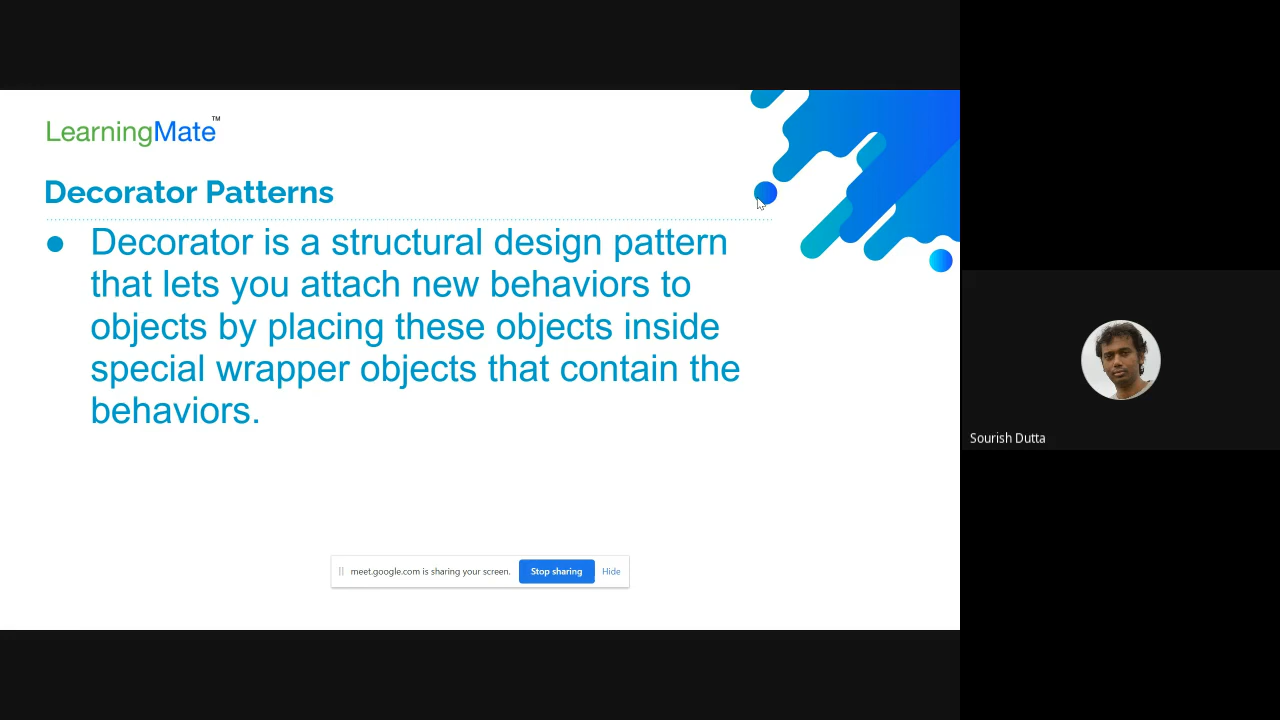 LearningMate™
Decorator Patterns
● Decorator is a structural design pattern
that lets you attach new behaviors to
objects by placing these objects inside
special wrapper objects that contain the
behaviors.
meet.google.com is sharing your screen. Stop sharing Hide
Sourish Dutta